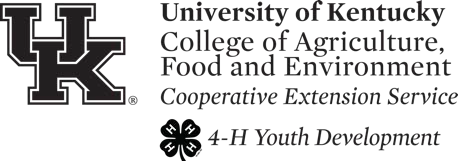 UK®
University of Kentucky
College of Agriculture,
Food and Environment
Cooperative Extension Service
H H H H
4-H Youth Development